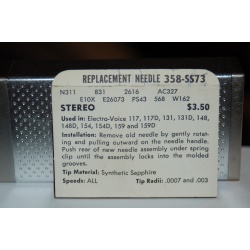 REPLACEMENT NEEDLE 358-SS73
N311 831 2616 AC327
E10X E26073 PS43 568 W162
STEREO $3.50
Used in: Electro-Voice 117, 117D, 131, 131D, 148,
148D, 154, 154D, 159 and 159D
Installation: Remove old needle by gently rotat-
ing and pulling outward on the needle handle.
Push rear of new needle assembly under spring
clip until the assembly locks into the molded
grooves.
Tip Material: Synthetic Sapphire
Speeds: ALL Tip Radii: .0007 and .003